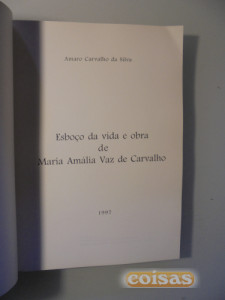 Amaro Carvalho da Silva
Esboço da vida e obra
de
Maria Amália Vaz de Carvalho
1997
coisas